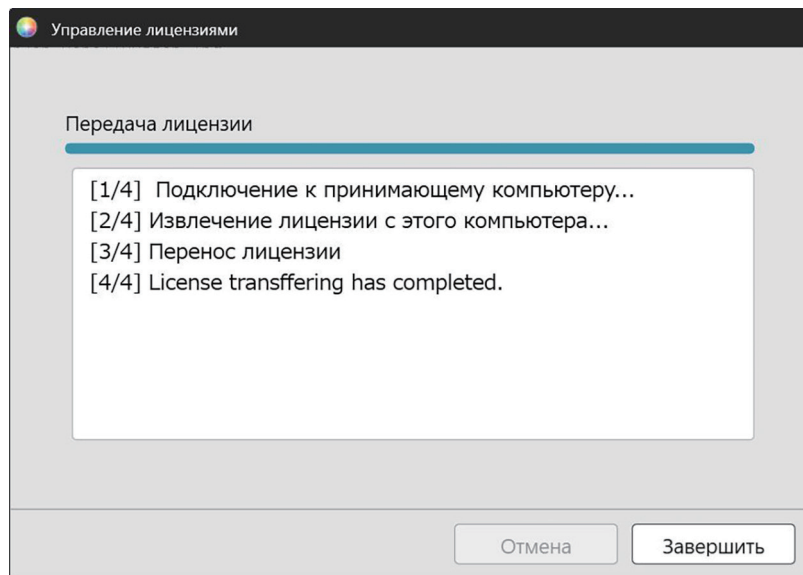 Управление лицензиями
Передача лицензии
[1/4] Подключение к принимающему компьютеру...
[2/4] Извлечение лицензии с этого компьютера...
[3/4] Перенос лицензии
[4/4] License transffering has completed.
Отмена
Завершить